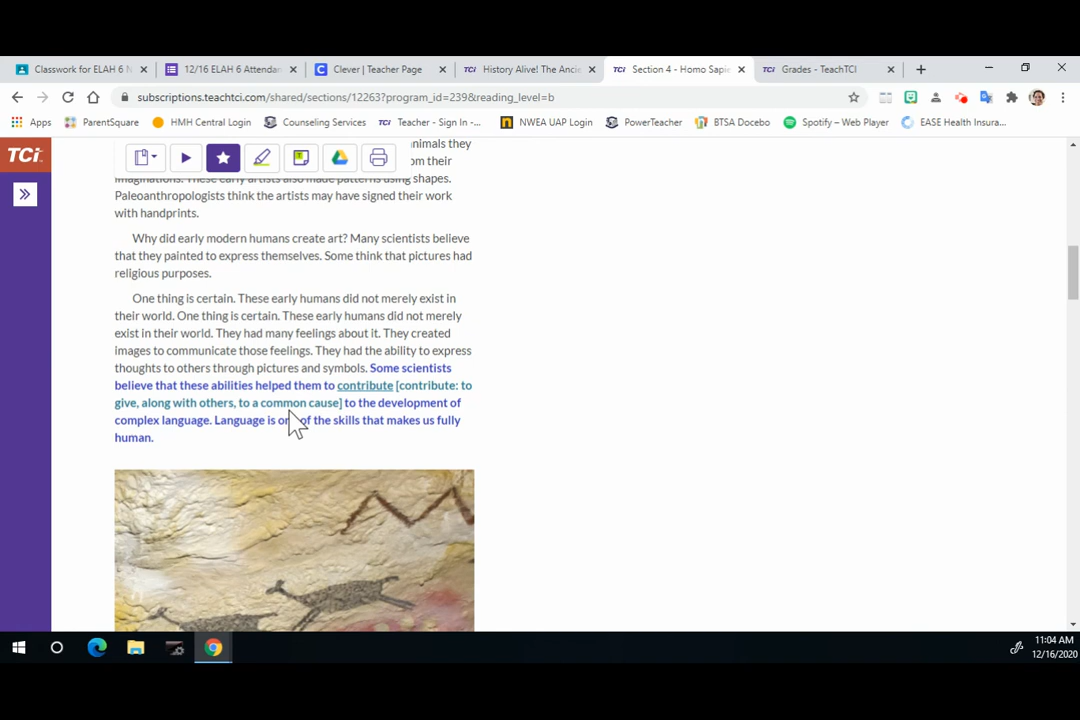 Classwork for ELAH 6
12/16 ELAH 6 Attendan
Clever | Teacher Page
TCi History Alive! The Ancie
TCi Section 4 - Homo Sapie
TCi Grades - TeachTCI
subscriptions.teachtci.com/shared/sections/12263?program_id=239&reading_level=b
Apps ParentSquare HMH Central Login Counseling Services TCi Teacher - Sign In -... NWEA UAP Login PowerTeacher BTSA Docebo Spotify – Web Player EASE Health Insura...
TCi
animals they
om their
imaginations. These early artists also made patterns using shapes.
Paleoanthropologists think the artists may have signed their work
with handprints.
Why did early modern humans create art? Many scientists believe
that they painted to express themselves. Some think that pictures had
religious purposes.
One thing is certain. These early humans did not merely exist in
their world. One thing is certain. These early humans did not merely
exist in their world. They had many feelings about it. They created
images to communicate those feelings. They had the ability to express
thoughts to others through pictures and symbols. Some scientists
believe that these abilities helped them to contribute [contribute: to
give, along with others, to a common cause] to the development of
complex language. Language is one of the skills that makes us fully
human.
11:04 AM
12/16/2020